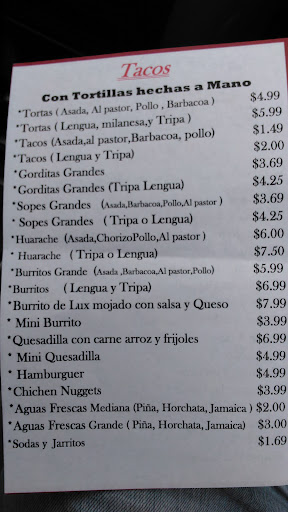 Tacos
Con Tortillas hechas a Mano
*Tortas ( Asada, Al pastor, Pollo , Barbacoa ) $4.99
*Tortas ( Lengua, milanesa,y Tripa ) $5.99
*Tacos (Asada,al pastor,Barbacoa, pollo) $1.49
*Tacos ( Lengua y Tripa) $2.00
*Gorditas Grandes $3.69
*Gorditas Grandes (Tripa Lengua) $4.25
*Sopes Grandes (Asada,Barbacoa,Pollo,Al pastor ) $3.69
* Sopes Grandes ( Tripa o Lengua) $4.25
*Huarache (Asada,ChorizoPollo,Al pastor ) $6.00
* Huarache ( Tripa o Lengua) $7.50
*Burritos Grande (Asada ,Barbacoa,Al pastor,Pollo) $5.99
*Burritos ( Lengua y Tripa) $6.99
*Burrito de Lux mojado con salsa y Queso $7.99
* Mini Burrito $3.99
*Quesadilla con carne arroz y frijoles $6.99
* Mini Quesadilla $4.99
* Hamburguer $4.99
*Chichen Nuggets $3.99
*Aguas Frescas Mediana (Piña, Horchata, Jamaica ) $2.00
*Aguas Frescas Grande ( Piña, Horchata, Jamaica) $3.00
*Sodas y Jarritos $1.69